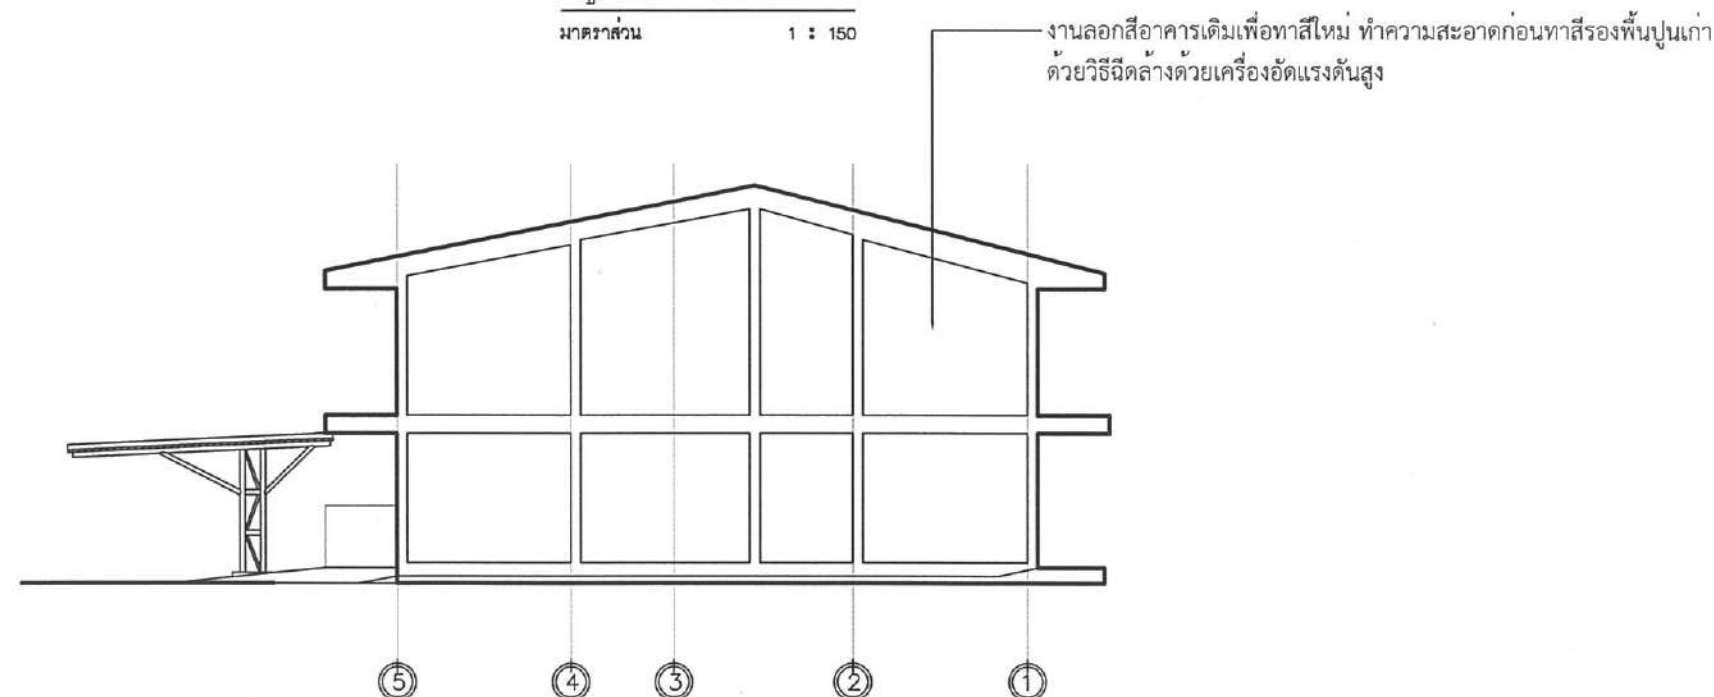 มาตราส่วน 1 : 150
งานลอกสีอาคารเดิมเพื่อทาสีใหม่ ทำความสะอาดก่อนทาสีรองพื้นปูนเก่า
ด้วยวิธีฉีดล้างด้วยเครื่องอัดแรงดันสูง
5 4 3 2 1